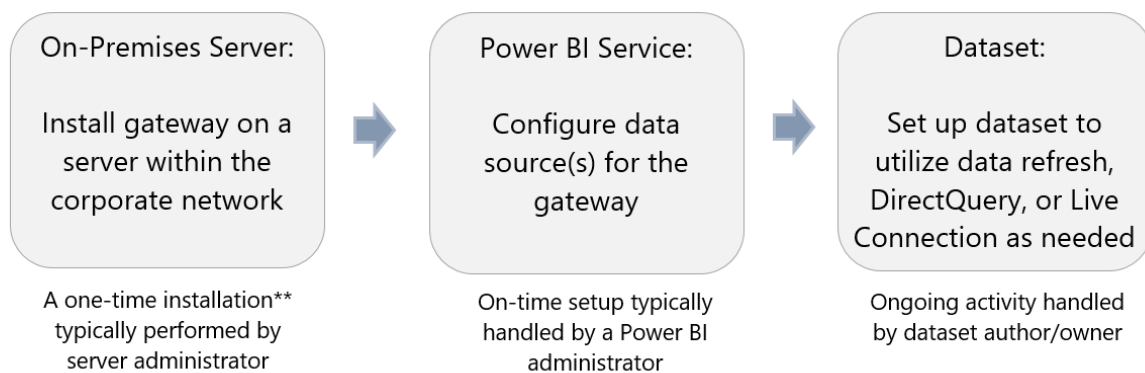 On-Premises Server:
Install gateway on a
server within the
corporate network
A one-time installation**
typically performed by
server administrator
Power BI Service:
Configure data
source(s) for the
gateway
On-time setup typically
handled by a Power BI
administrator
Dataset:
Set up dataset to
utilize data refresh,
DirectQuery, or Live
Connection as needed
Ongoing activity handled
by dataset author/owner